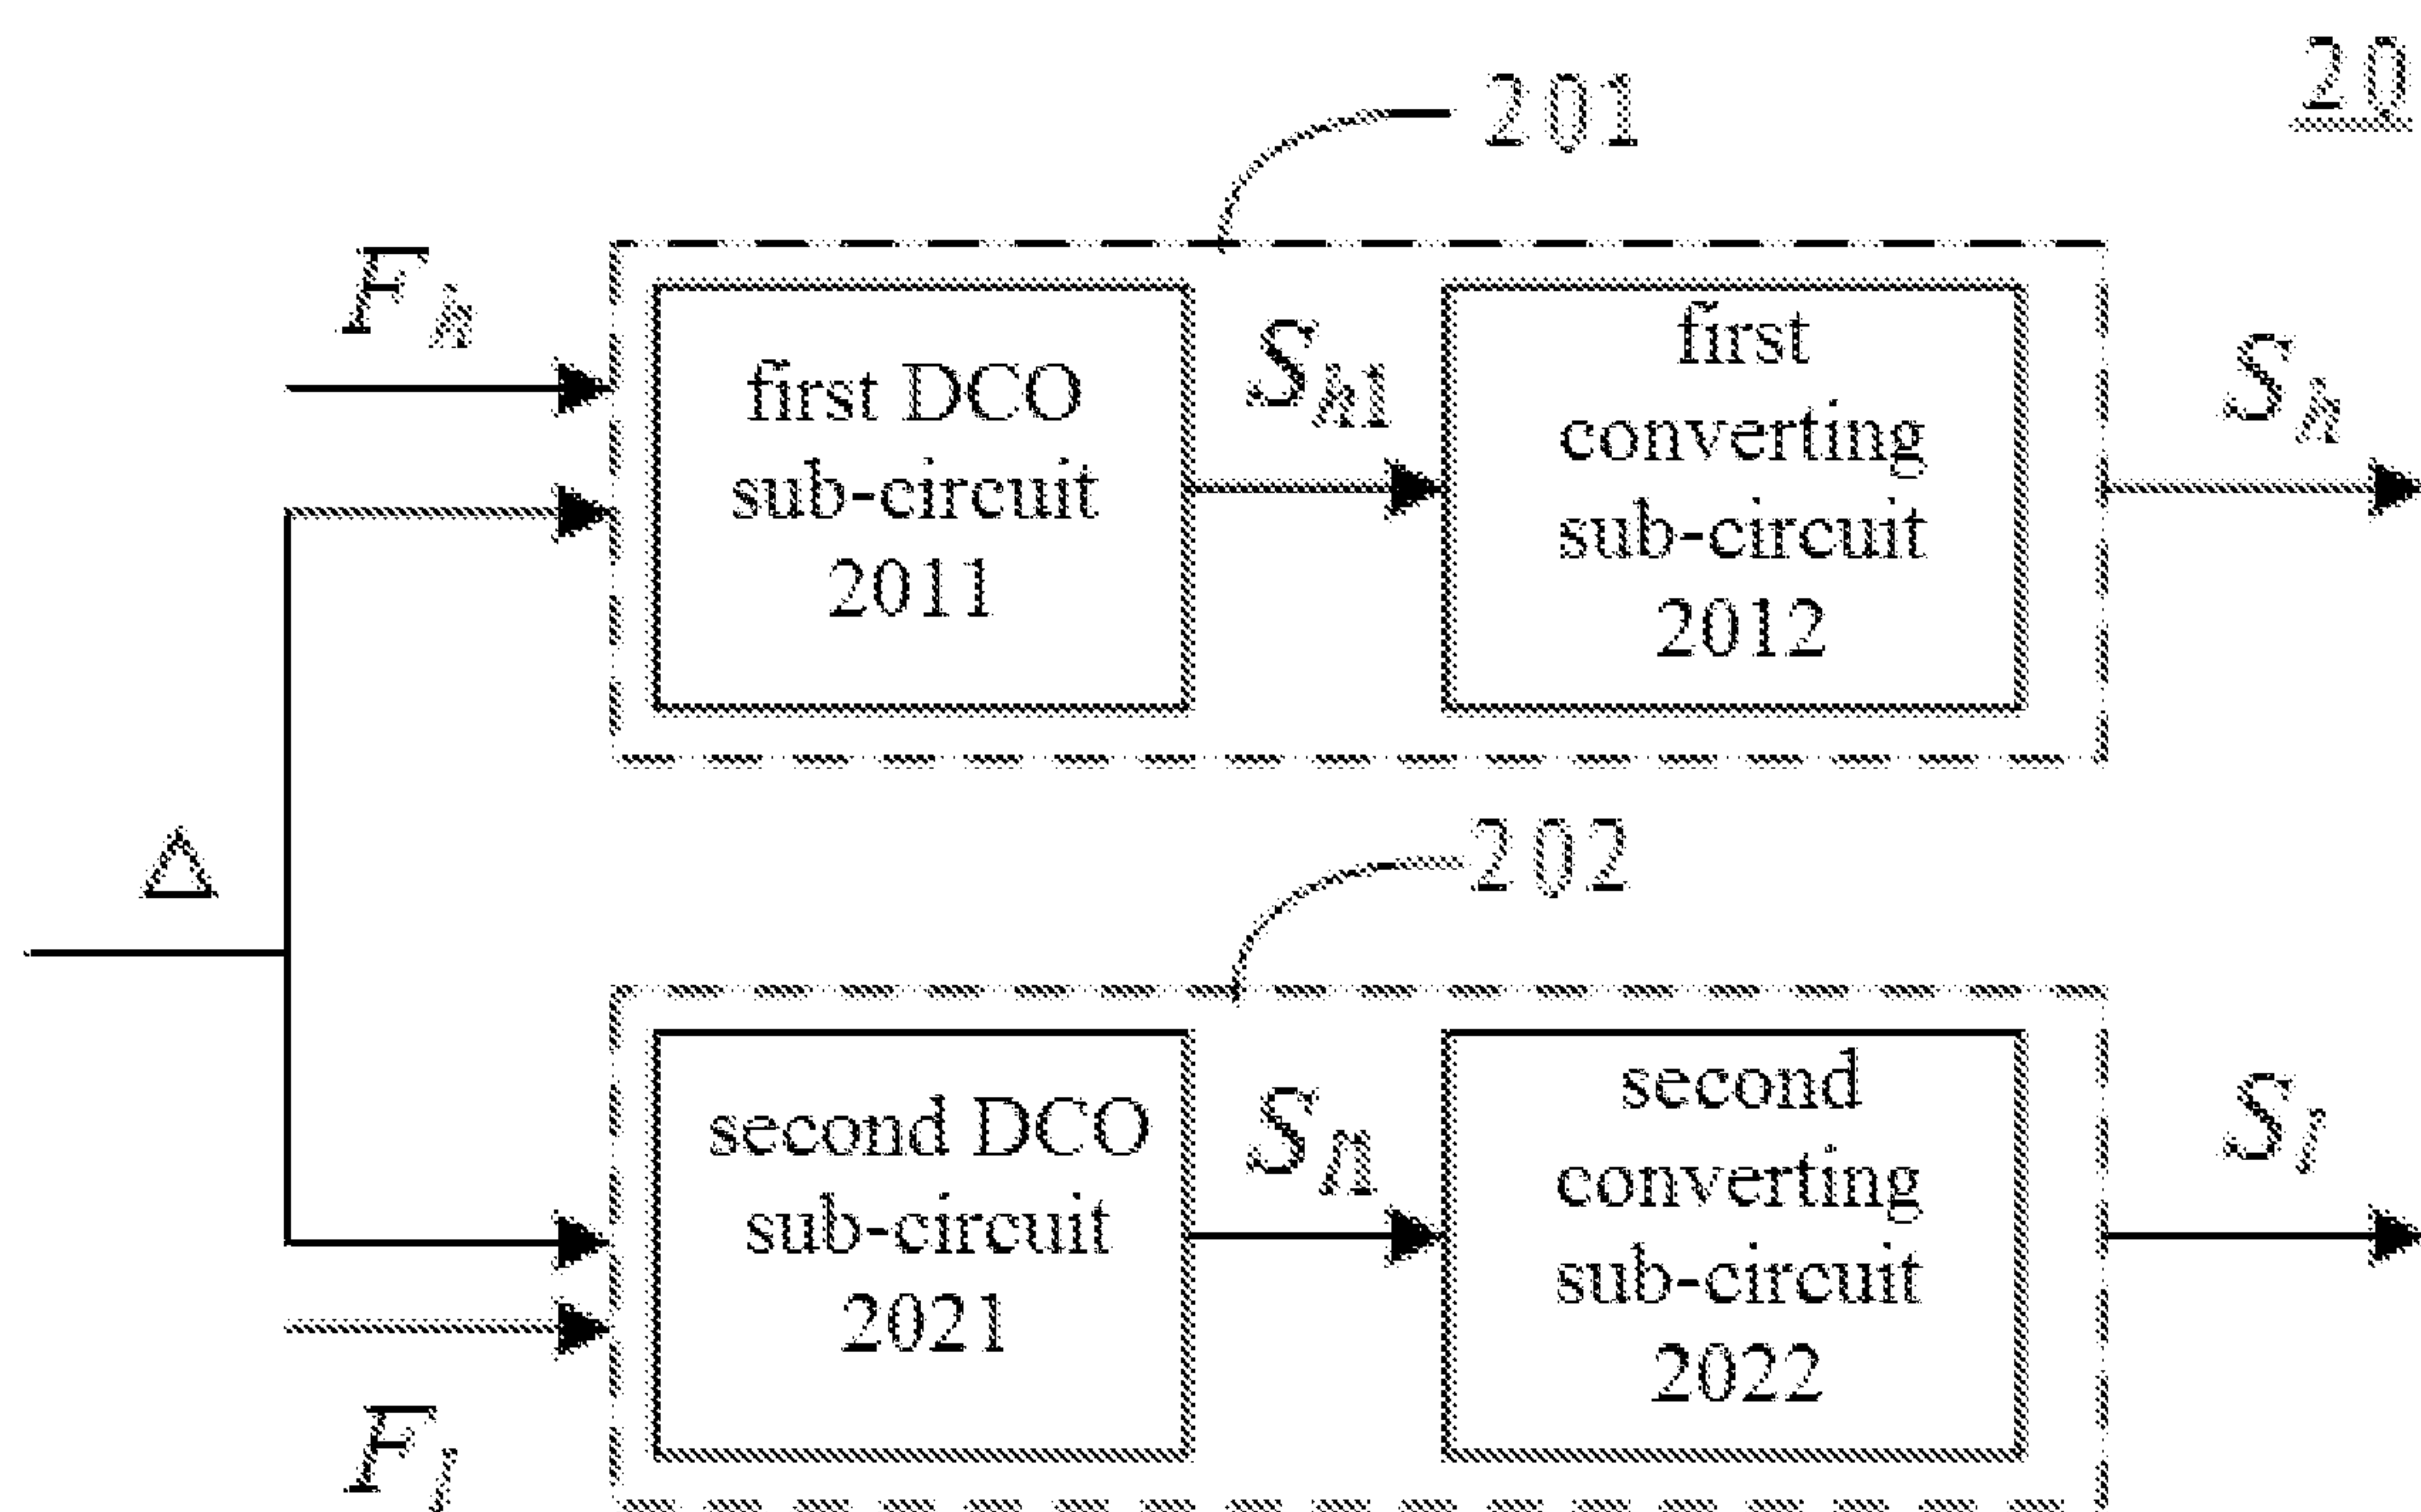 20
201
F_h
first DCO
sub-circuit
2011
S_h1
first
converting
sub-circuit
2012
S_h
Δ
202
second DCO
sub-circuit
2021
S_l1
second
converting
sub-circuit
2022
S_l
F_l